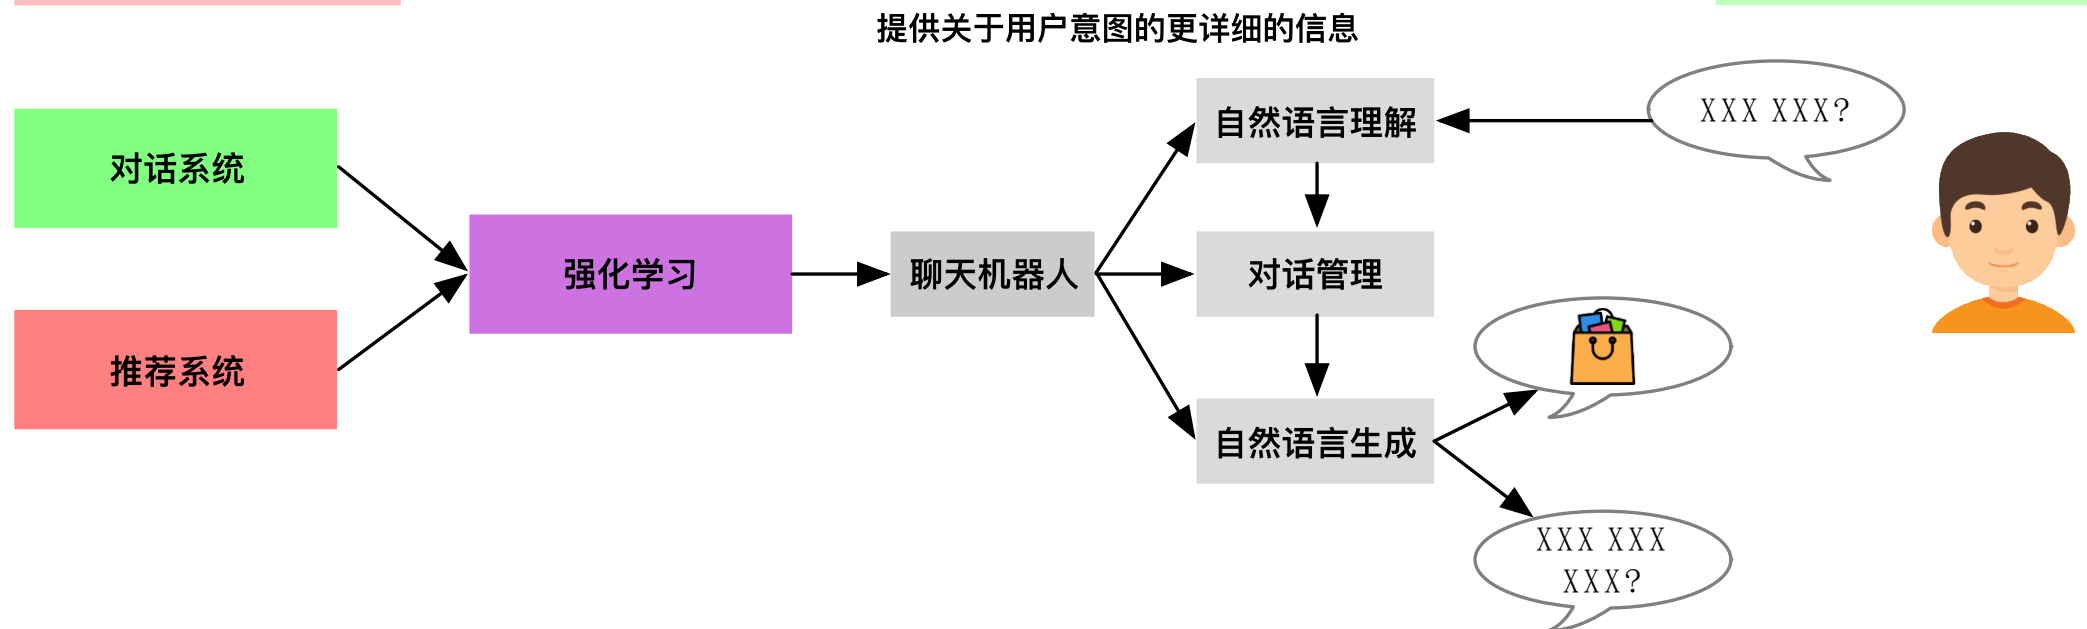 提供关于用户意图的更详细的信息
对话系统
推荐系统
强化学习
聊天机器人
自然语言理解
对话管理
自然语言生成
XXX XXX?
XXX XXX
XXX?